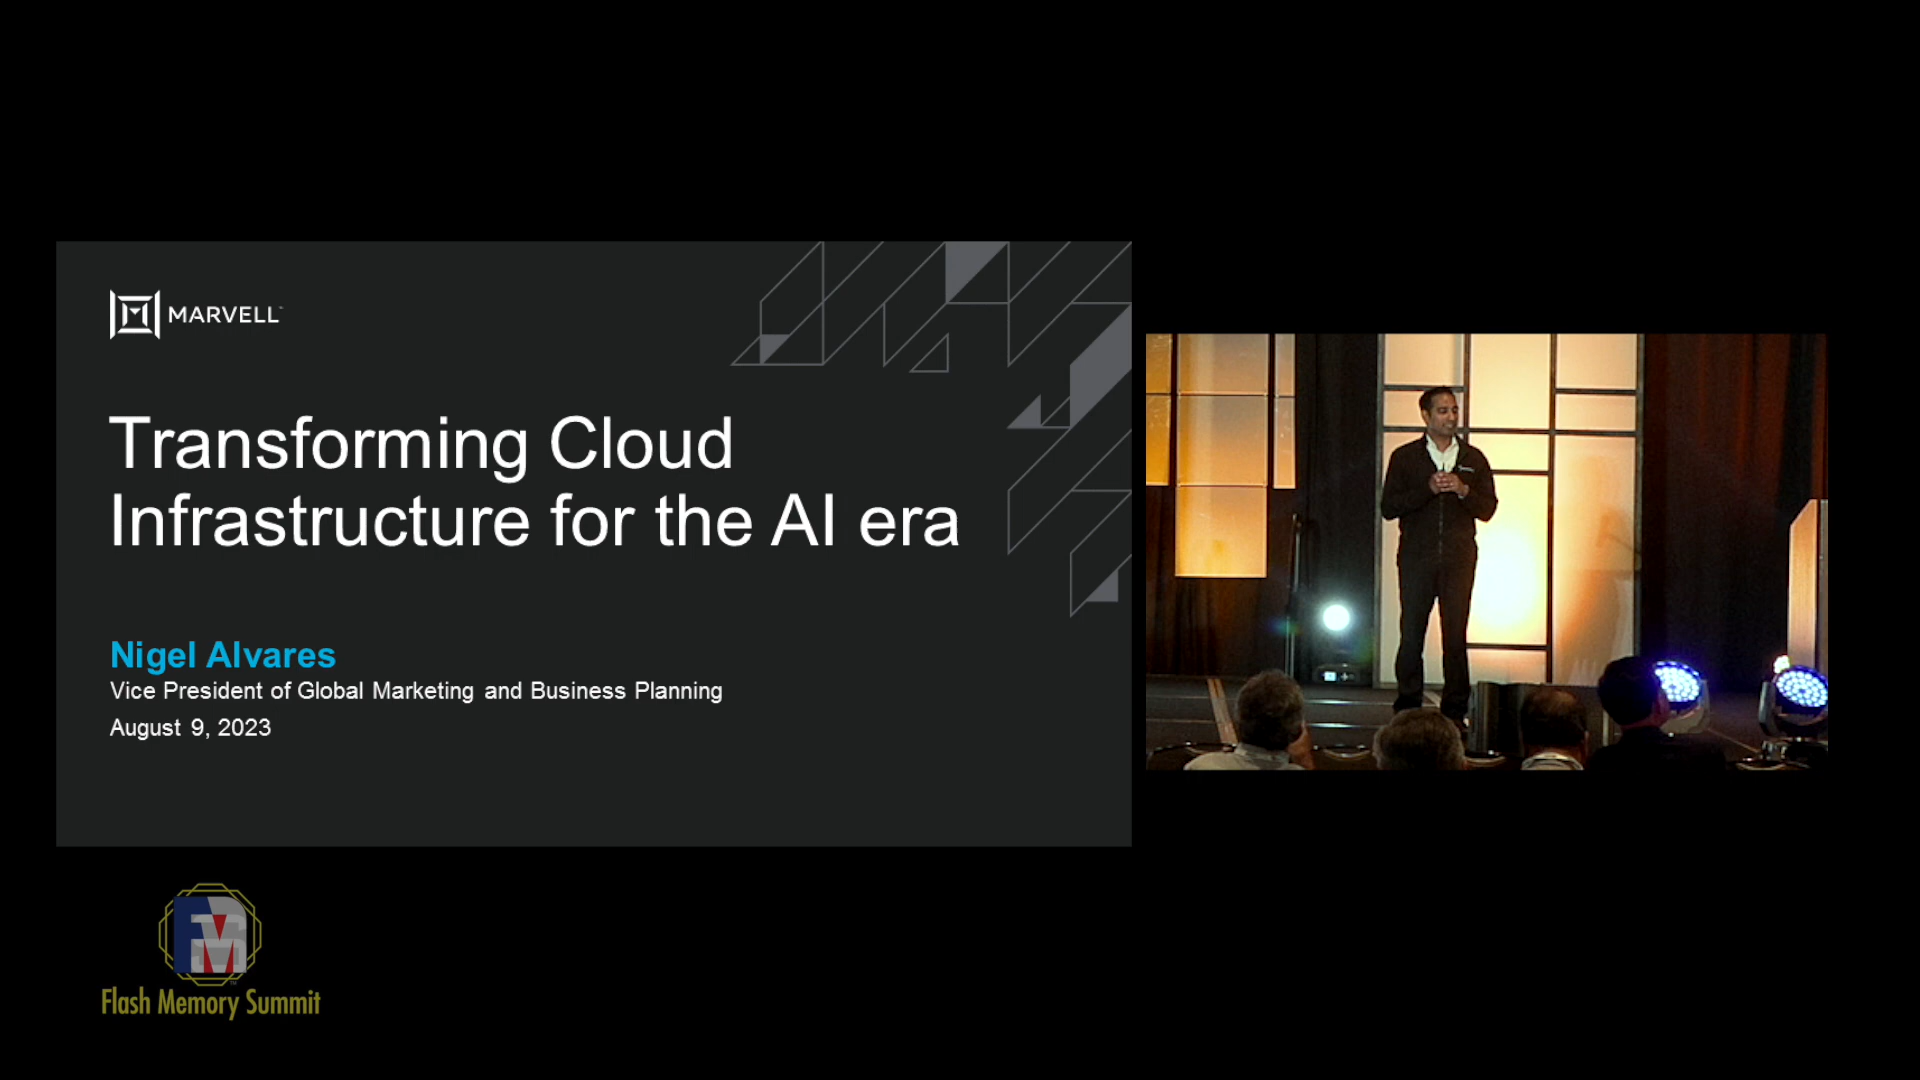 MARVELL
Transforming Cloud
Infrastructure for the AI era
Nigel Alvares
Vice President of Global Marketing and Business Planning
August 9, 2023
FMS
Flash Memory Summit